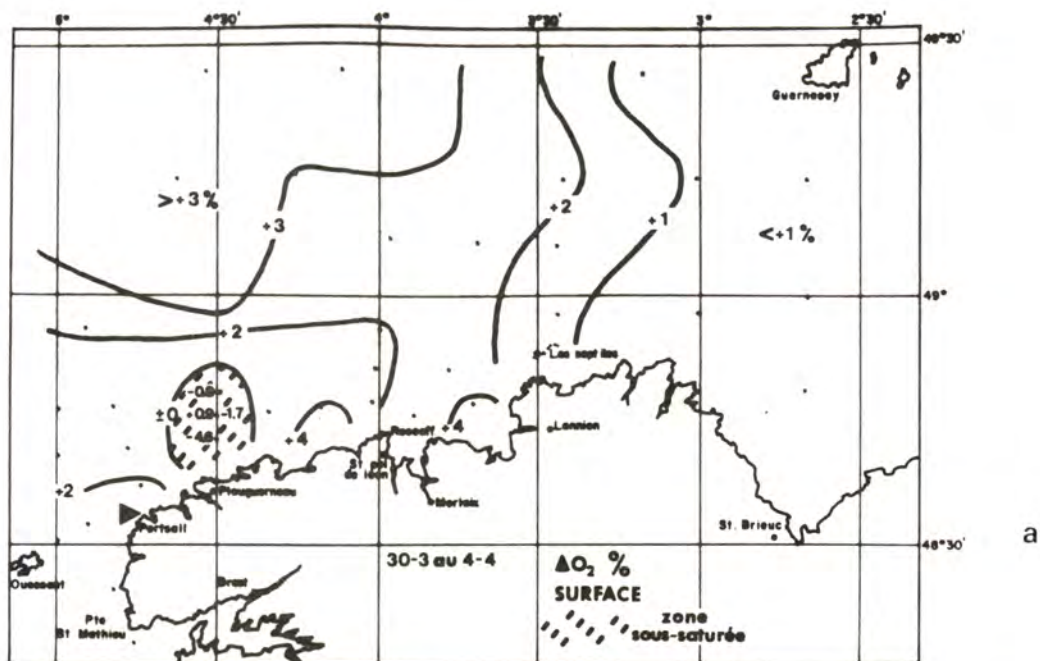 5° 4°30' 4° 3°30' 3° 2°30'
49°30'
Guernesey
>+3%
+3
+2
+1
<+1%
49°
+2
Les sept iles
-0.8
±0 +0.9 -1.7
-4.8
+4
+4
Roscoff
Lannion
St. pol
de léon
Morlaix
+2
Plouguerneau
Portsall
St. Brieuc
48°30'
a
30-3 au 4-4
ΔO₂ %
SURFACE
zone
sous-saturée
Ouessant
Brest
Pte
St Mathieu